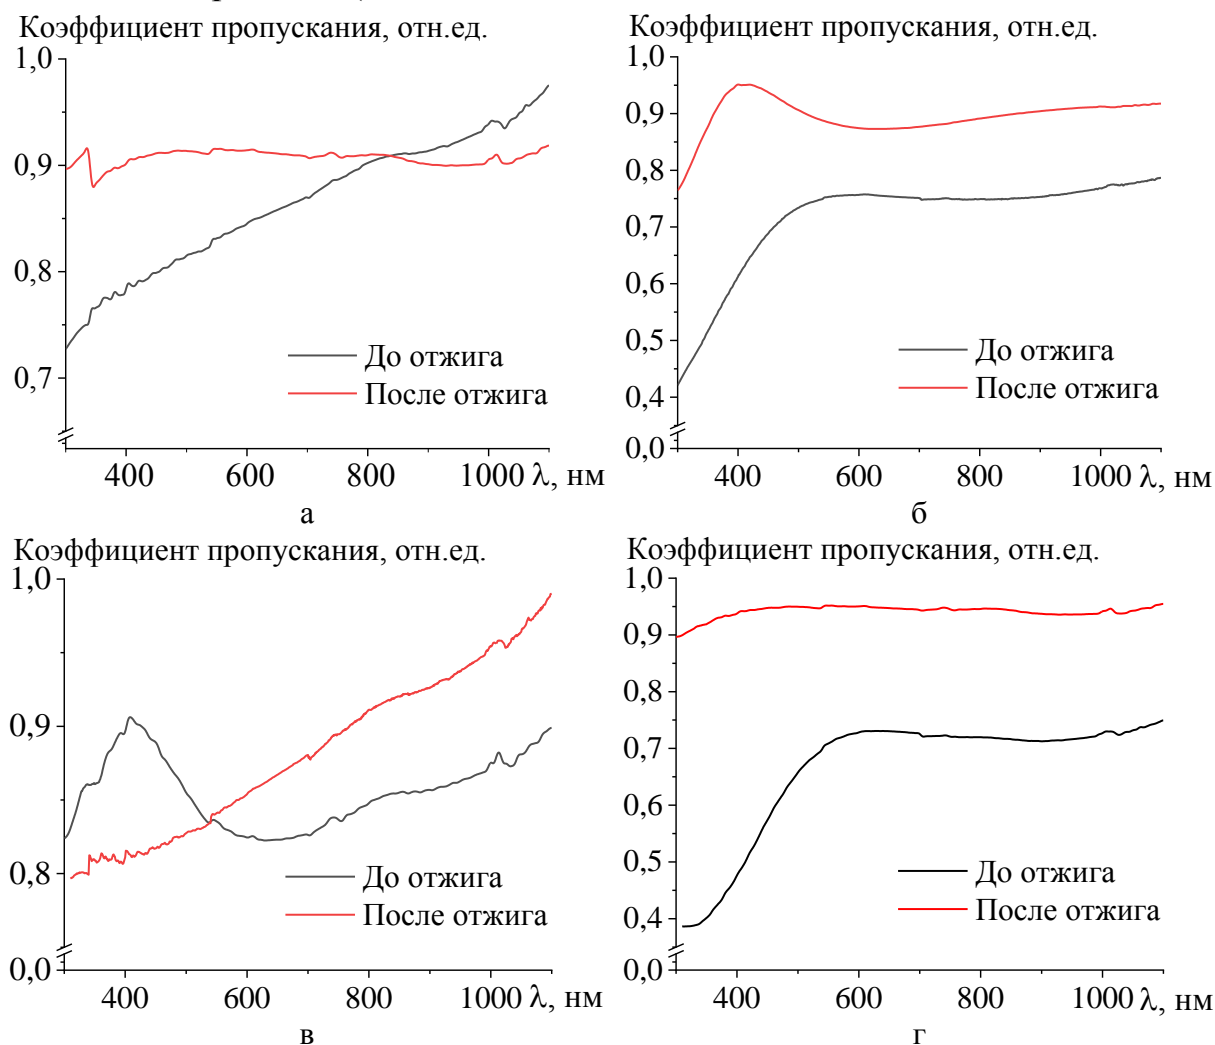 Коэффициент пропускания, отн.ед.
1,0
0,9
0,8
0,7
До отжига
После отжига
400 600 800 1000 λ, нм
а
Коэффициент пропускания, отн.ед.
1,0
0,9
0,8
0,7
0,6
0,5
0,4
0,0
До отжига
После отжига
400 600 800 1000 λ, нм
б
Коэффициент пропускания, отн.ед.
1,0
0,9
0,8
0,0
До отжига
После отжига
400 600 800 1000 λ, нм
в
Коэффициент пропускания, отн.ед.
1,0
0,9
0,8
0,7
0,6
0,5
0,4
0,0
До отжига
После отжига
400 600 800 1000 λ, нм
г